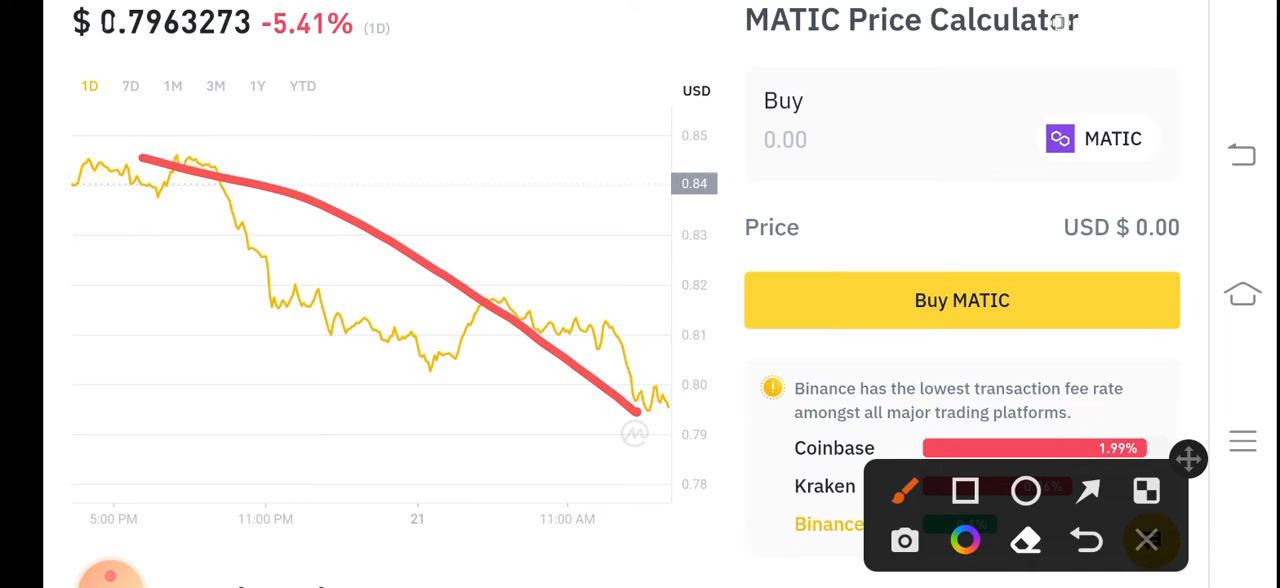 $ 0.7963273 -5.41% (1D)
MATIC Price Calculator
1D 7D 1M 3M 1Y YTD
USD
0.85
0.84
0.83
0.82
0.81
0.80
0.79
0.78
5:00 PM 11:00 PM 21 11:00 AM
Buy
0.00
MATIC
Price USD $ 0.00
Buy MATIC
Binance has the lowest transaction fee rate
amongst all major trading platforms.
Coinbase 1.99%
Kraken
Binance